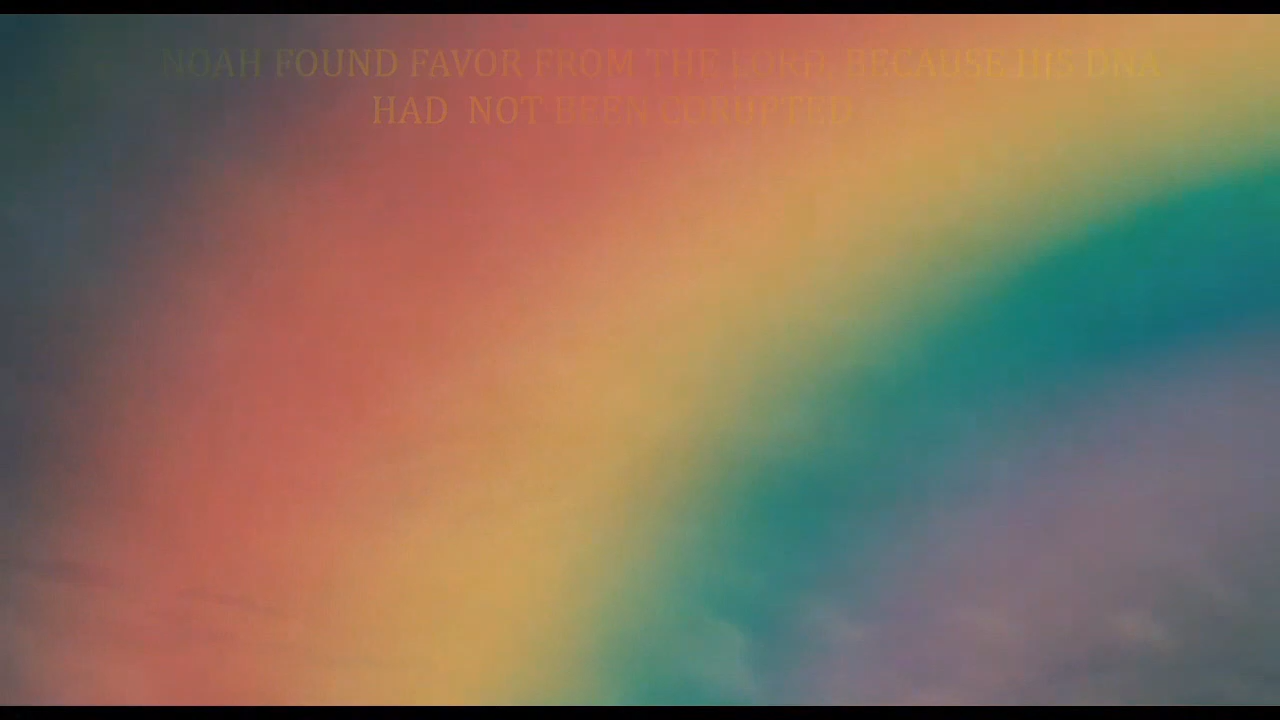 NOAH FOUND FAVOR FROM THE LORD, BECAUSE HIS DNA
HAD NOT BEEN CORUPTED